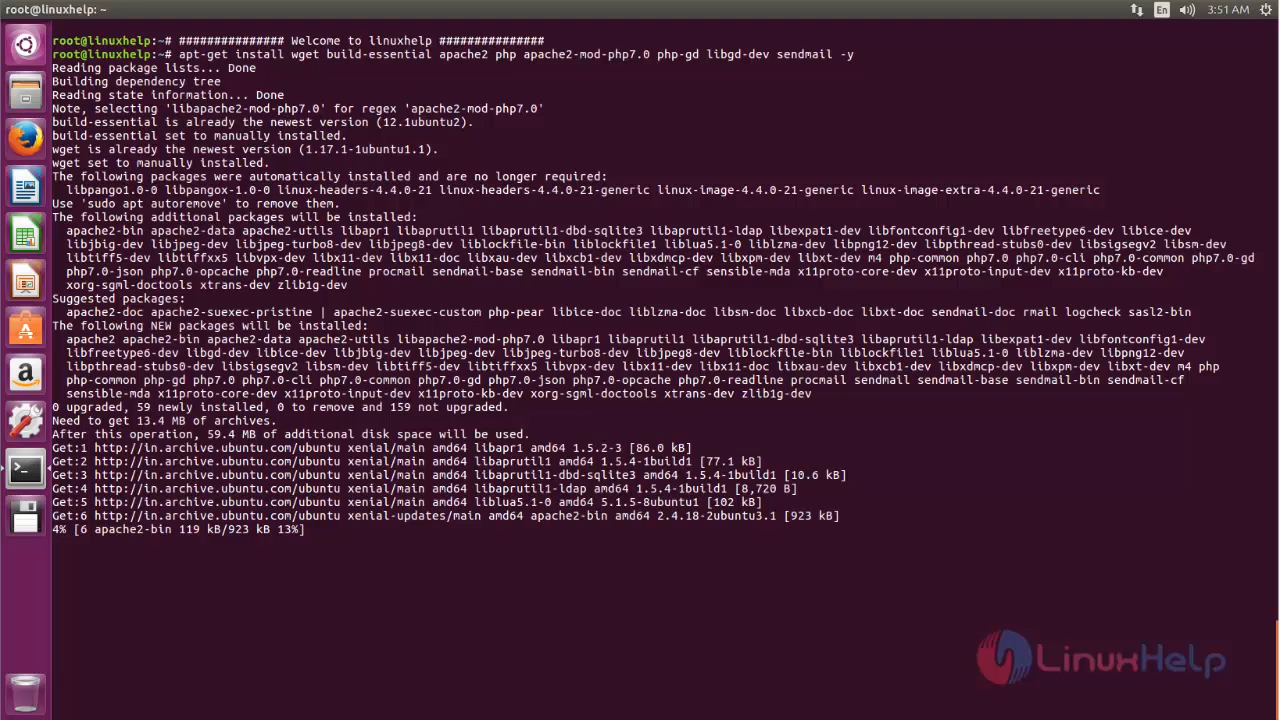 root@linuxhelp: ~
En
3:51 AM
root@linuxhelp:~# ############### Welcome to linuxhelp ###############
root@linuxhelp:~# apt-get install wget build-essential apache2 php apache2-mod-php7.0 php-gd libgd-dev sendmail -y
Reading package lists... Done
Building dependency tree
Reading state information... Done
Note, selecting 'libapache2-mod-php7.0' for regex 'apache2-mod-php7.0'
build-essential is already the newest version (12.1ubuntu2).
build-essential set to manually installed.
wget is already the newest version (1.17.1-1ubuntu1.1).
wget set to manually installed.
The following packages were automatically installed and are no longer required:
libpango1.0-0 libpangox-1.0-0 linux-headers-4.4.0-21 linux-headers-4.4.0-21-generic linux-image-4.4.0-21-generic linux-image-extra-4.4.0-21-generic
Use 'sudo apt autoremove' to remove them.
The following additional packages will be installed:
apache2-bin apache2-data apache2-utils libapr1 libaprutil1 libaprutil1-dbd-sqlite3 libaprutil1-ldap libexpat1-dev libfontconfig1-dev libfreetype6-dev libice-dev
libjbig-dev libjpeg-dev libjpeg-turbo8-dev libjpeg8-dev liblockfile-bin liblockfile1 liblua5.1-0 liblzma-dev libpng12-dev libpthread-stubs0-dev libsigsegv2 libsm-dev
libtiff5-dev libtiffxx5 libvpx-dev libx11-dev libx11-doc libxau-dev libxcb1-dev libxdmcp-dev libxpm-dev libxt-dev m4 php-common php7.0 php7.0-cli php7.0-common php7.0-gd
php7.0-json php7.0-opcache php7.0-readline procmail sendmail-base sendmail-bin sendmail-cf sensible-mda x11proto-core-dev x11proto-input-dev x11proto-kb-dev
xorg-sgml-doctools xtrans-dev zlib1g-dev
Suggested packages:
apache2-doc apache2-suexec-pristine | apache2-suexec-custom php-pear libice-doc liblzma-doc libsm-doc libxcb-doc libxt-doc sendmail-doc rmail logcheck sasl2-bin
The following NEW packages will be installed:
apache2 apache2-bin apache2-data apache2-utils libapache2-mod-php7.0 libapr1 libaprutil1 libaprutil1-dbd-sqlite3 libaprutil1-ldap libexpat1-dev libfontconfig1-dev
libfreetype6-dev libgd-dev libice-dev libjbig-dev libjpeg-dev libjpeg-turbo8-dev libjpeg8-dev liblockfile-bin liblockfile1 liblua5.1-0 liblzma-dev libpng12-dev
libpthread-stubs0-dev libsigsegv2 libsm-dev libtiff5-dev libtiffxx5 libvpx-dev libx11-dev libx11-doc libxau-dev libxcb1-dev libxdmcp-dev libxpm-dev libxt-dev m4 php
php-common php-gd php7.0 php7.0-cli php7.0-common php7.0-gd php7.0-json php7.0-opcache php7.0-readline procmail sendmail sendmail-base sendmail-bin sendmail-cf
sensible-mda x11proto-core-dev x11proto-input-dev x11proto-kb-dev xorg-sgml-doctools xtrans-dev zlib1g-dev
0 upgraded, 59 newly installed, 0 to remove and 159 not upgraded.
Need to get 13.4 MB of archives.
After this operation, 59.4 MB of additional disk space will be used.
Get:1 http://in.archive.ubuntu.com/ubuntu xenial/main amd64 libapr1 amd64 1.5.2-3 [86.0 kB]
Get:2 http://in.archive.ubuntu.com/ubuntu xenial/main amd64 libaprutil1 amd64 1.5.4-1build1 [77.1 kB]
Get:3 http://in.archive.ubuntu.com/ubuntu xenial/main amd64 libaprutil1-dbd-sqlite3 amd64 1.5.4-1build1 [10.6 kB]
Get:4 http://in.archive.ubuntu.com/ubuntu xenial/main amd64 libaprutil1-ldap amd64 1.5.4-1build1 [8,720 B]
Get:5 http://in.archive.ubuntu.com/ubuntu xenial/main amd64 liblua5.1-0 amd64 5.1.5-8ubuntu1 [102 kB]
Get:6 http://in.archive.ubuntu.com/ubuntu xenial-updates/main amd64 apache2-bin amd64 2.4.18-2ubuntu3.1 [923 kB]
4% [6 apache2-bin 119 kB/923 kB 13%]
LinuxHelp